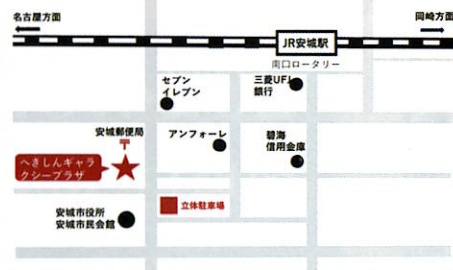 名古屋方面
岡崎方面
JR安城駅
南口ロータリー
セブン
イレブン
三菱UFJ
銀行
安城郵便局
〒
アンフォーレ
碧海
信用金庫
へきしんギャラ
クシープラザ
立体駐車場
安城市役所
安城市民会館